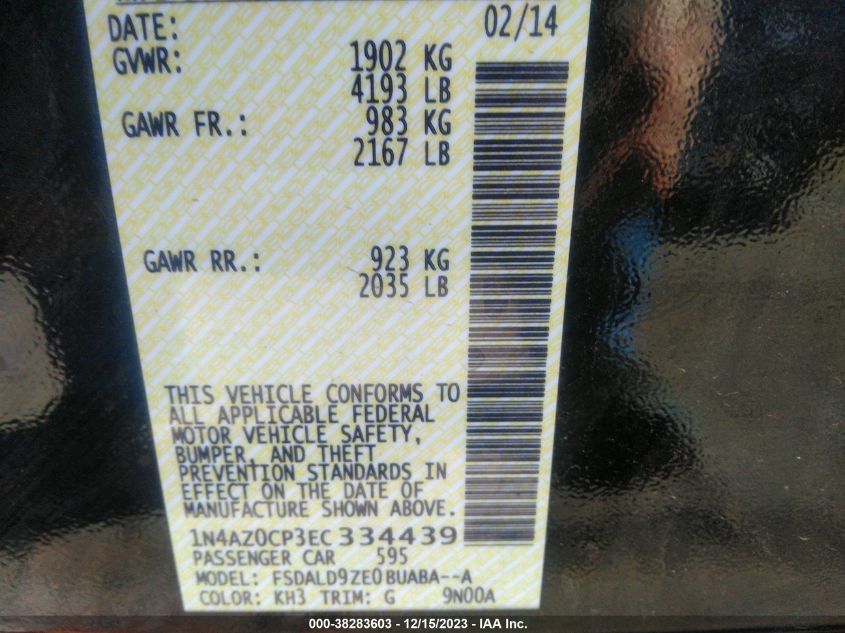 DATE: 02/14
GVWR: 1902 KG
4193 LB
GAWR FR.: 983 KG
2167 LB
GAWR RR.: 923 KG
2035 LB
THIS VEHICLE CONFORMS TO
ALL APPLICABLE FEDERAL
MOTOR VEHICLE SAFETY,
BUMPER, AND THEFT
PREVENTION STANDARDS IN
EFFECT ON THE DATE OF
MANUFACTURE SHOWN ABOVE.
1N4AZ0CP3EC334439
PASSENGER CAR 595
MODEL: FSDALD9ZE0BUABA--A
COLOR: KH3 TRIM: G 9N00A
000-38283603 - 12/15/2023 - IAA Inc.